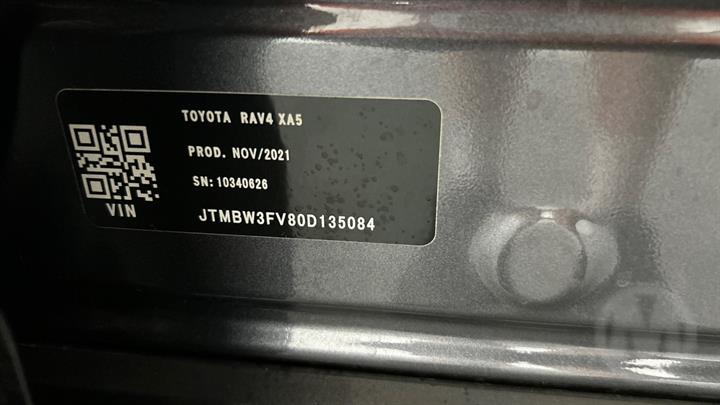 TOYOTA RAV4 XA5
PROD. NOV/2021
SN: 10340626
VIN
JTMBW3FV80D135084